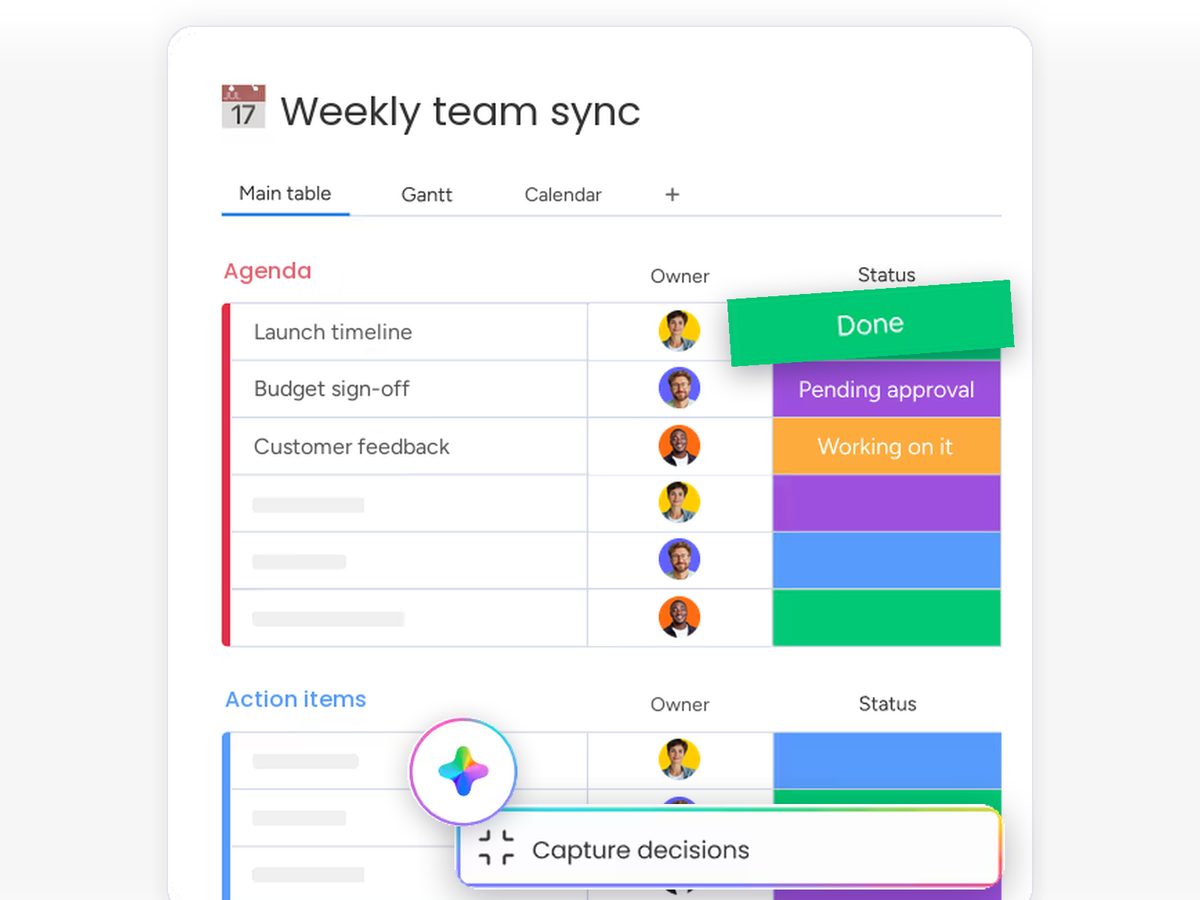 JUL
17
Weekly team sync
Main table
Gantt
Calendar
+
Agenda
Owner
Status
Launch timeline
Done
Budget sign-off
Pending approval
Customer feedback
Working on it
Action items
Owner
Status
Capture decisions